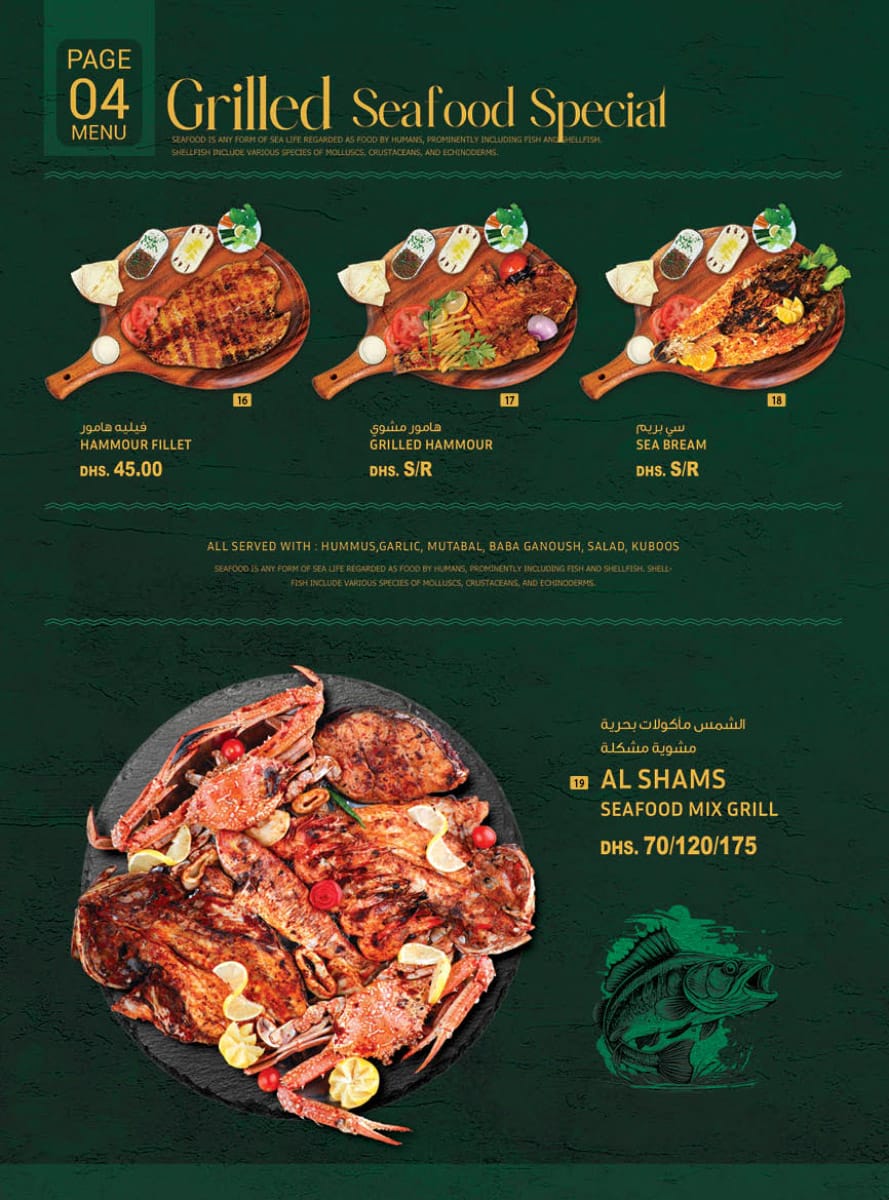 PAGE
04
MENU
Grilled Seafood Special
SEAFOOD IS ANY FORM OF SEA LIFE REGARDED AS FOOD BY HUMANS, PROMINENTLY INCLUDING FISH AND SHELLFISH.
SHELLFISH INCLUDE VARIOUS SPECIES OF MOLLUSCS, CRUSTACEANS, AND ECHINODERMS.
16
فيليه هامور
HAMMOUR FILLET
DHS. 45.00
17
هامور مشوي
GRILLED HAMMOUR
DHS. S/R
18
سي بريم
SEA BREAM
DHS. S/R
ALL SERVED WITH : HUMMUS,GARLIC, MUTABAL, BABA GANOUSH, SALAD, KUBOOS
SEAFOOD IS ANY FORM OF SEA LIFE REGARDED AS FOOD BY HUMANS, PROMINENTLY INCLUDING FISH AND SHELLFISH. SHELL-
FISH INCLUDE VARIOUS SPECIES OF MOLLUSCS, CRUSTACEANS, AND ECHINODERMS.
الشمس مأكولات بحرية
مشوية مشكلة
19 AL SHAMS
SEAFOOD MIX GRILL
DHS. 70/120/175